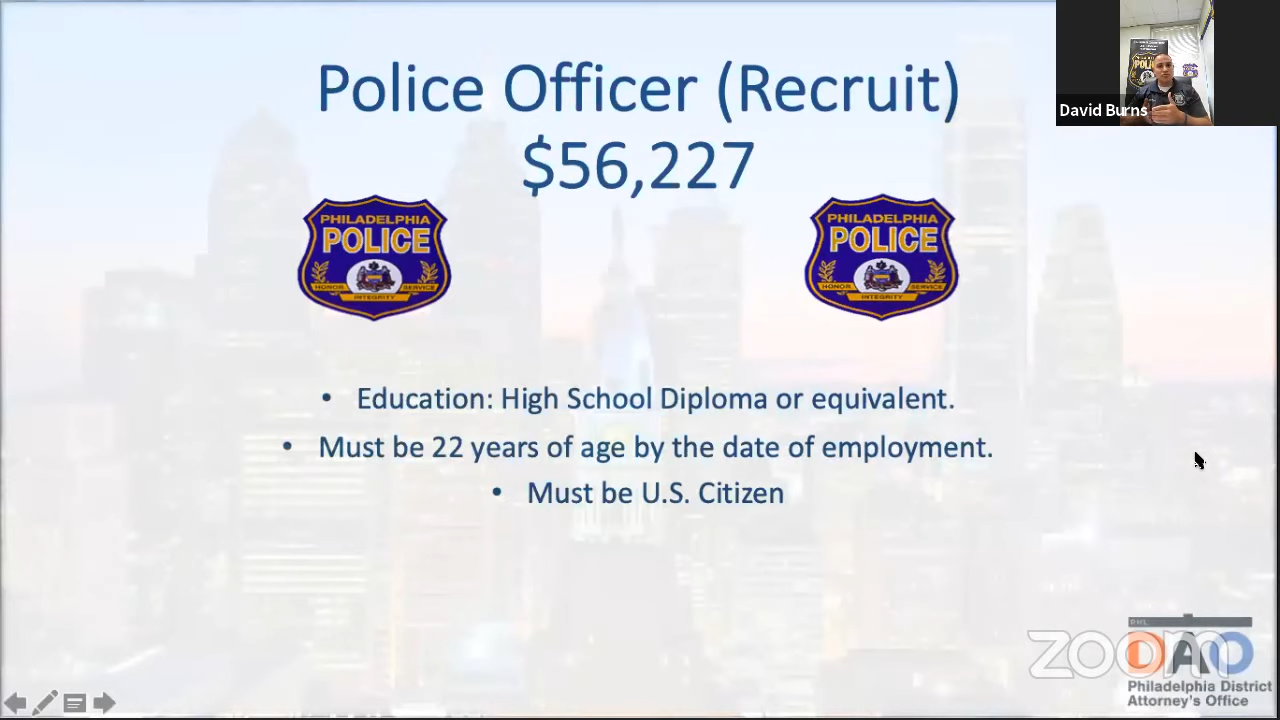 Police Officer (Recruit)
$56,227
David Burns
PHILADELPHIA
POLICE
HONOR
SERVICE
INTEGRITY
PHILADELPHIA
POLICE
HONOR
SERVICE
INTEGRITY
• Education: High School Diploma or equivalent.
• Must be 22 years of age by the date of employment.
• Must be U.S. Citizen
zoom
PHL
DAO
Philadelphia District
Attorney's Office